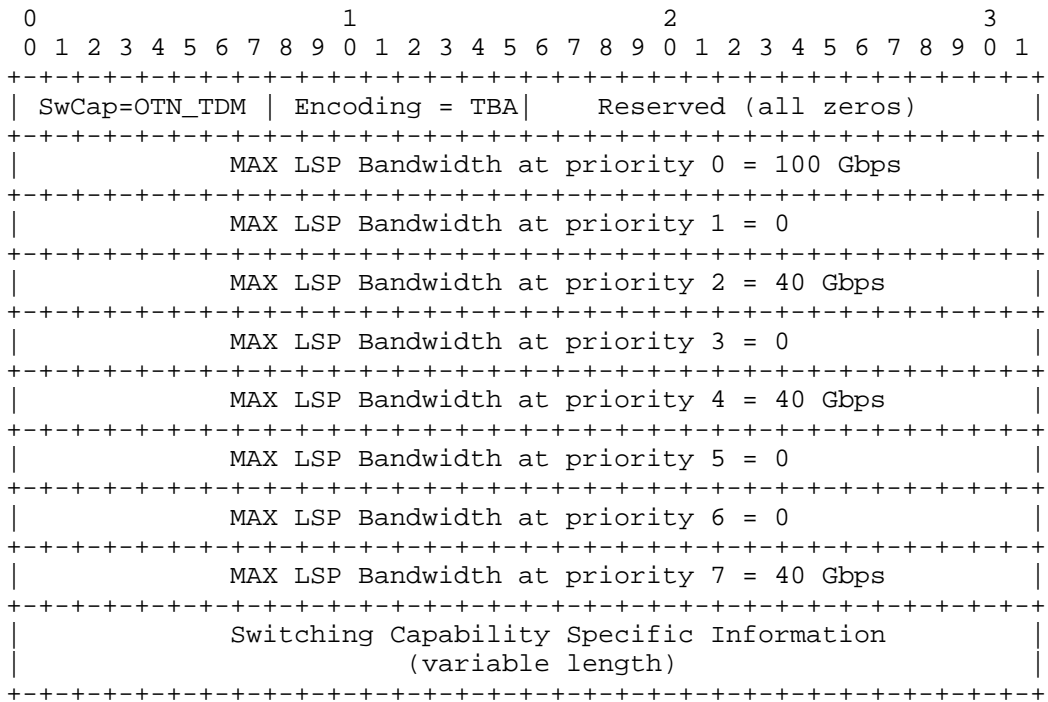 0                   1                   2                   3
 0 1 2 3 4 5 6 7 8 9 0 1 2 3 4 5 6 7 8 9 0 1 2 3 4 5 6 7 8 9 0 1
+-+-+-+-+-+-+-+-+-+-+-+-+-+-+-+-+-+-+-+-+-+-+-+-+-+-+-+-+-+-+-+-+
| SwCap=OTN_TDM | Encoding = TBA|    Reserved (all zeros)       |
+-+-+-+-+-+-+-+-+-+-+-+-+-+-+-+-+-+-+-+-+-+-+-+-+-+-+-+-+-+-+-+-+
|             MAX LSP Bandwidth at priority 0 = 100 Gbps        |
+-+-+-+-+-+-+-+-+-+-+-+-+-+-+-+-+-+-+-+-+-+-+-+-+-+-+-+-+-+-+-+-+
|             MAX LSP Bandwidth at priority 1 = 0               |
+-+-+-+-+-+-+-+-+-+-+-+-+-+-+-+-+-+-+-+-+-+-+-+-+-+-+-+-+-+-+-+-+
|             MAX LSP Bandwidth at priority 2 = 40 Gbps         |
+-+-+-+-+-+-+-+-+-+-+-+-+-+-+-+-+-+-+-+-+-+-+-+-+-+-+-+-+-+-+-+-+
|             MAX LSP Bandwidth at priority 3 = 0               |
+-+-+-+-+-+-+-+-+-+-+-+-+-+-+-+-+-+-+-+-+-+-+-+-+-+-+-+-+-+-+-+-+
|             MAX LSP Bandwidth at priority 4 = 40 Gbps         |
+-+-+-+-+-+-+-+-+-+-+-+-+-+-+-+-+-+-+-+-+-+-+-+-+-+-+-+-+-+-+-+-+
|             MAX LSP Bandwidth at priority 5 = 0               |
+-+-+-+-+-+-+-+-+-+-+-+-+-+-+-+-+-+-+-+-+-+-+-+-+-+-+-+-+-+-+-+-+
|             MAX LSP Bandwidth at priority 6 = 0               |
+-+-+-+-+-+-+-+-+-+-+-+-+-+-+-+-+-+-+-+-+-+-+-+-+-+-+-+-+-+-+-+-+
|             MAX LSP Bandwidth at priority 7 = 40 Gbps         |
+-+-+-+-+-+-+-+-+-+-+-+-+-+-+-+-+-+-+-+-+-+-+-+-+-+-+-+-+-+-+-+-+
|             Switching Capability Specific Information         |
|                        (variable length)                      |
+-+-+-+-+-+-+-+-+-+-+-+-+-+-+-+-+-+-+-+-+-+-+-+-+-+-+-+-+-+-+-+-+